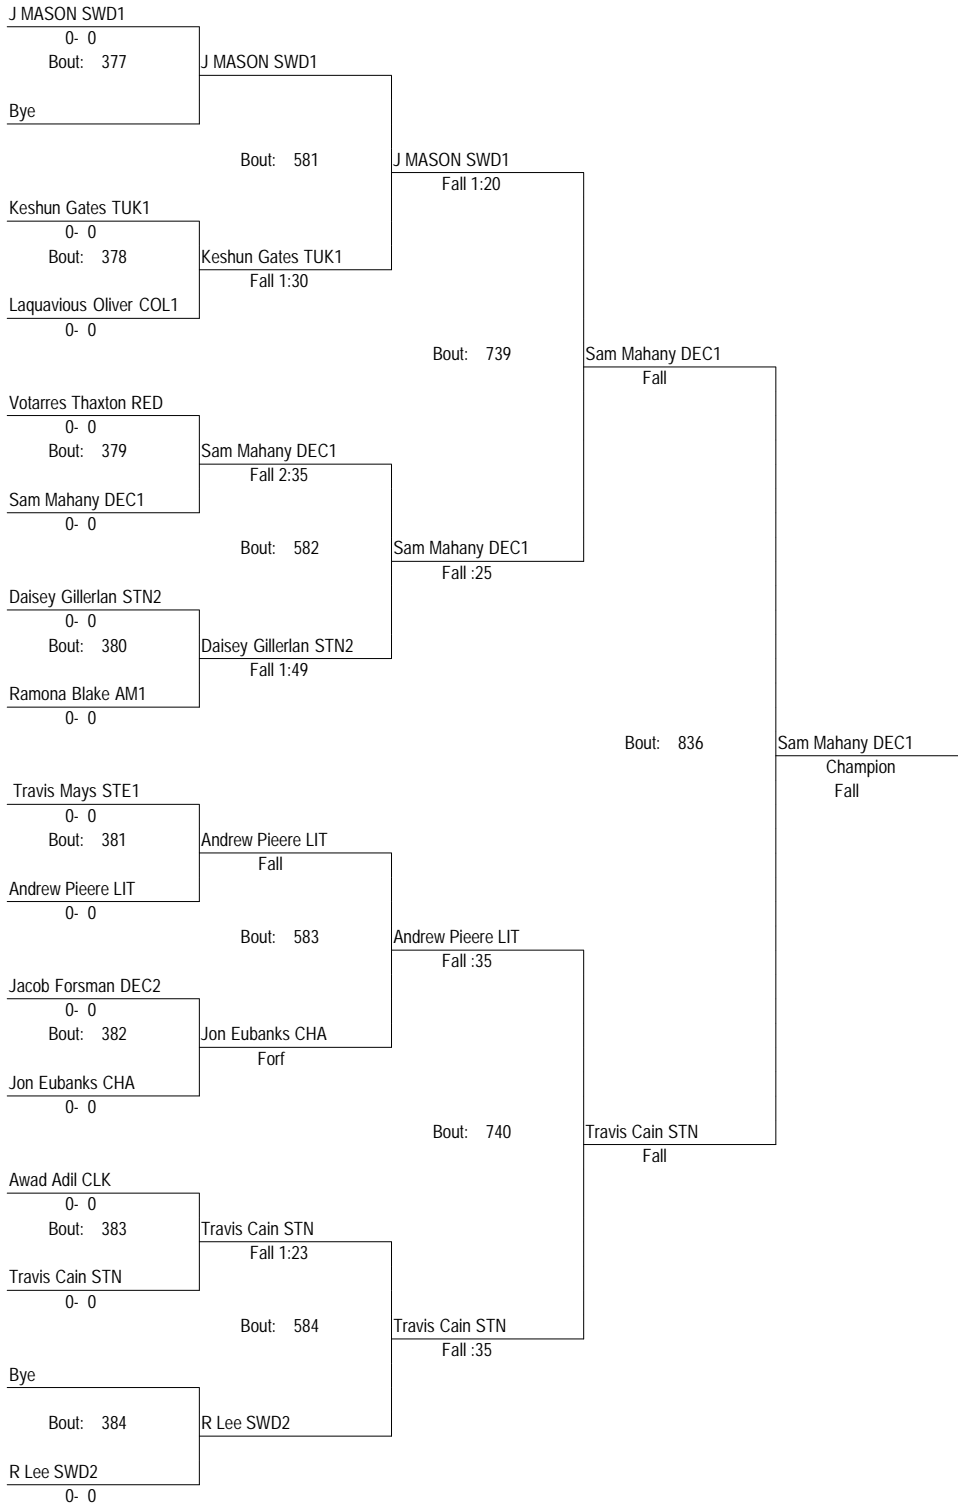 J MASON SWD1
0- 0
Bout: 377
J MASON SWD1
Bye
Bout: 581
J MASON SWD1
Fall 1:20
Keshun Gates TUK1
0- 0
Bout: 378
Keshun Gates TUK1
Fall 1:30
Laquavious Oliver COL1
0- 0
Bout: 739
Sam Mahany DEC1
Fall
Votarres Thaxton RED
0- 0
Bout: 379
Sam Mahany DEC1
Fall 2:35
Sam Mahany DEC1
0- 0
Bout: 582
Sam Mahany DEC1
Fall :25
Daisey Gillerlan STN2
0- 0
Bout: 380
Daisey Gillerlan STN2
Fall 1:49
Ramona Blake AM1
0- 0
Bout: 836
Sam Mahany DEC1
Champion
Fall
Travis Mays STE1
0- 0
Bout: 381
Andrew Pieere LIT
Fall
Andrew Pieere LIT
0- 0
Bout: 583
Andrew Pieere LIT
Fall :35
Jacob Forsman DEC2
0- 0
Bout: 382
Jon Eubanks CHA
Forf
Jon Eubanks CHA
0- 0
Bout: 740
Travis Cain STN
Fall
Awad Adil CLK
0- 0
Bout: 383
Travis Cain STN
Fall 1:23
Travis Cain STN
0- 0
Bout: 584
Travis Cain STN
Fall :35
Bye
Bout: 384
R Lee SWD2
R Lee SWD2
0- 0